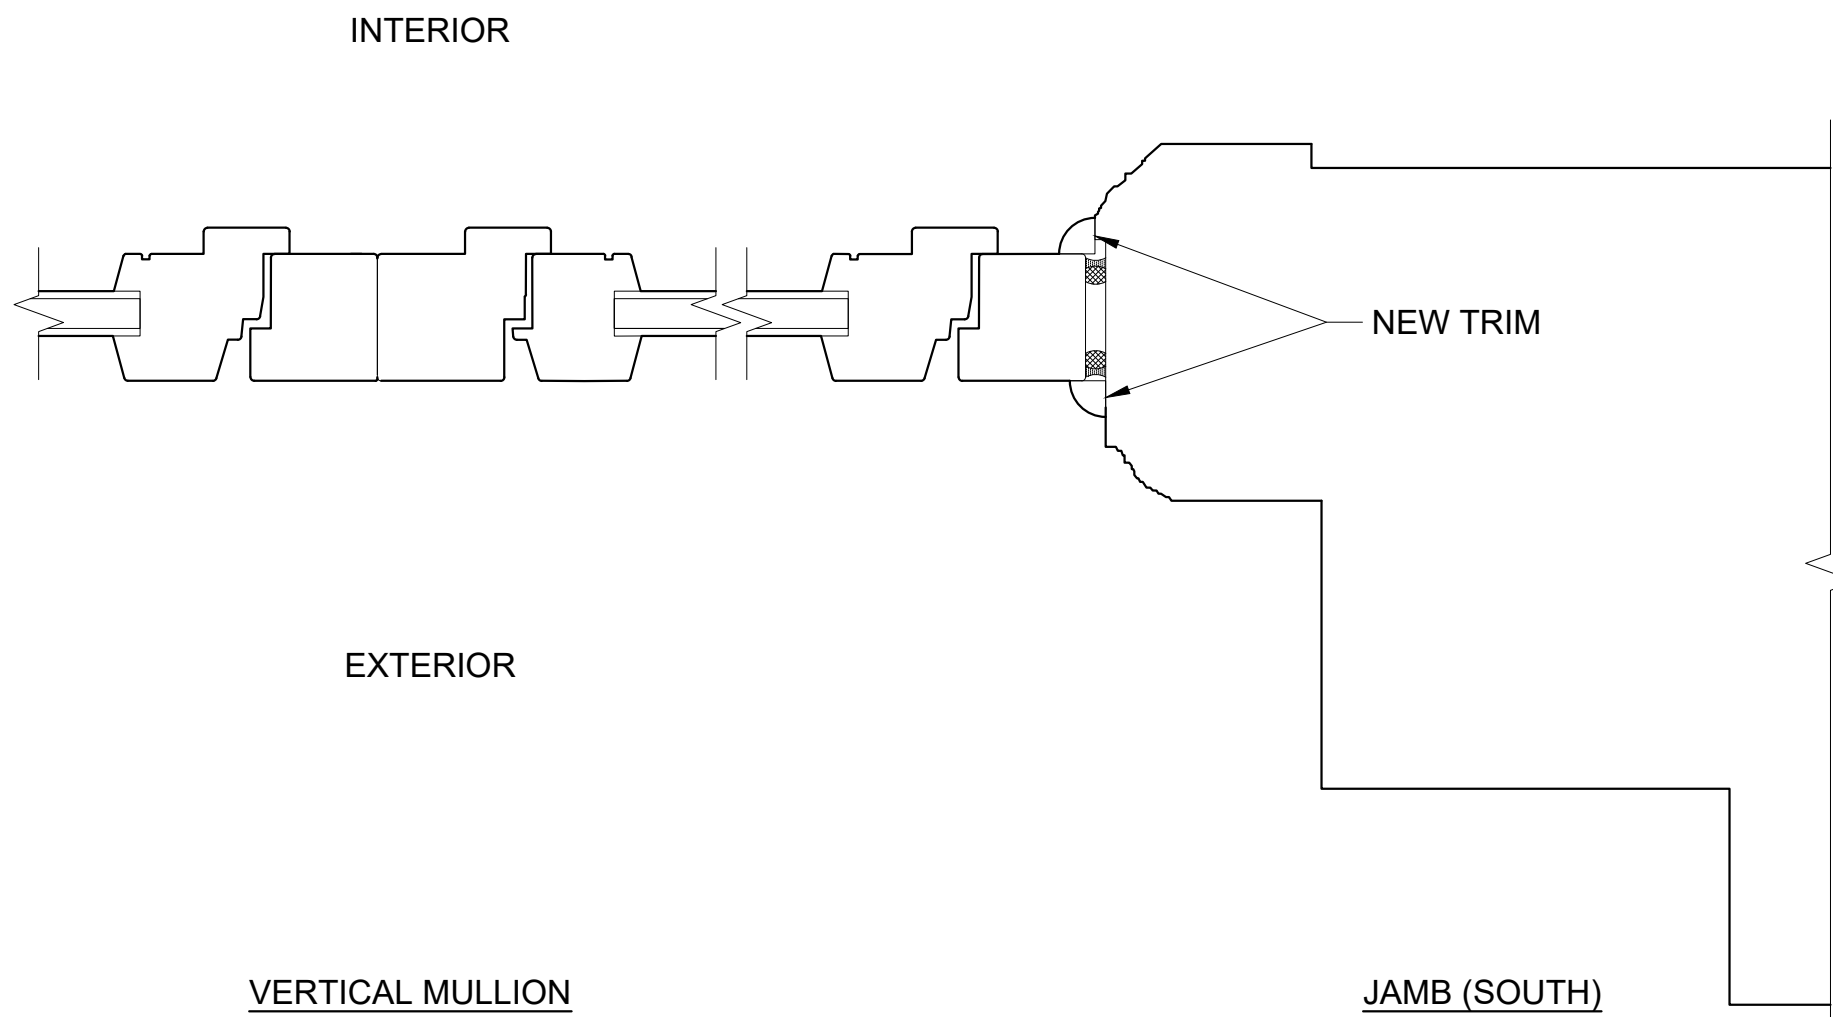 INTERIOR
NEW TRIM
EXTERIOR
VERTICAL MULLION
JAMB (SOUTH)